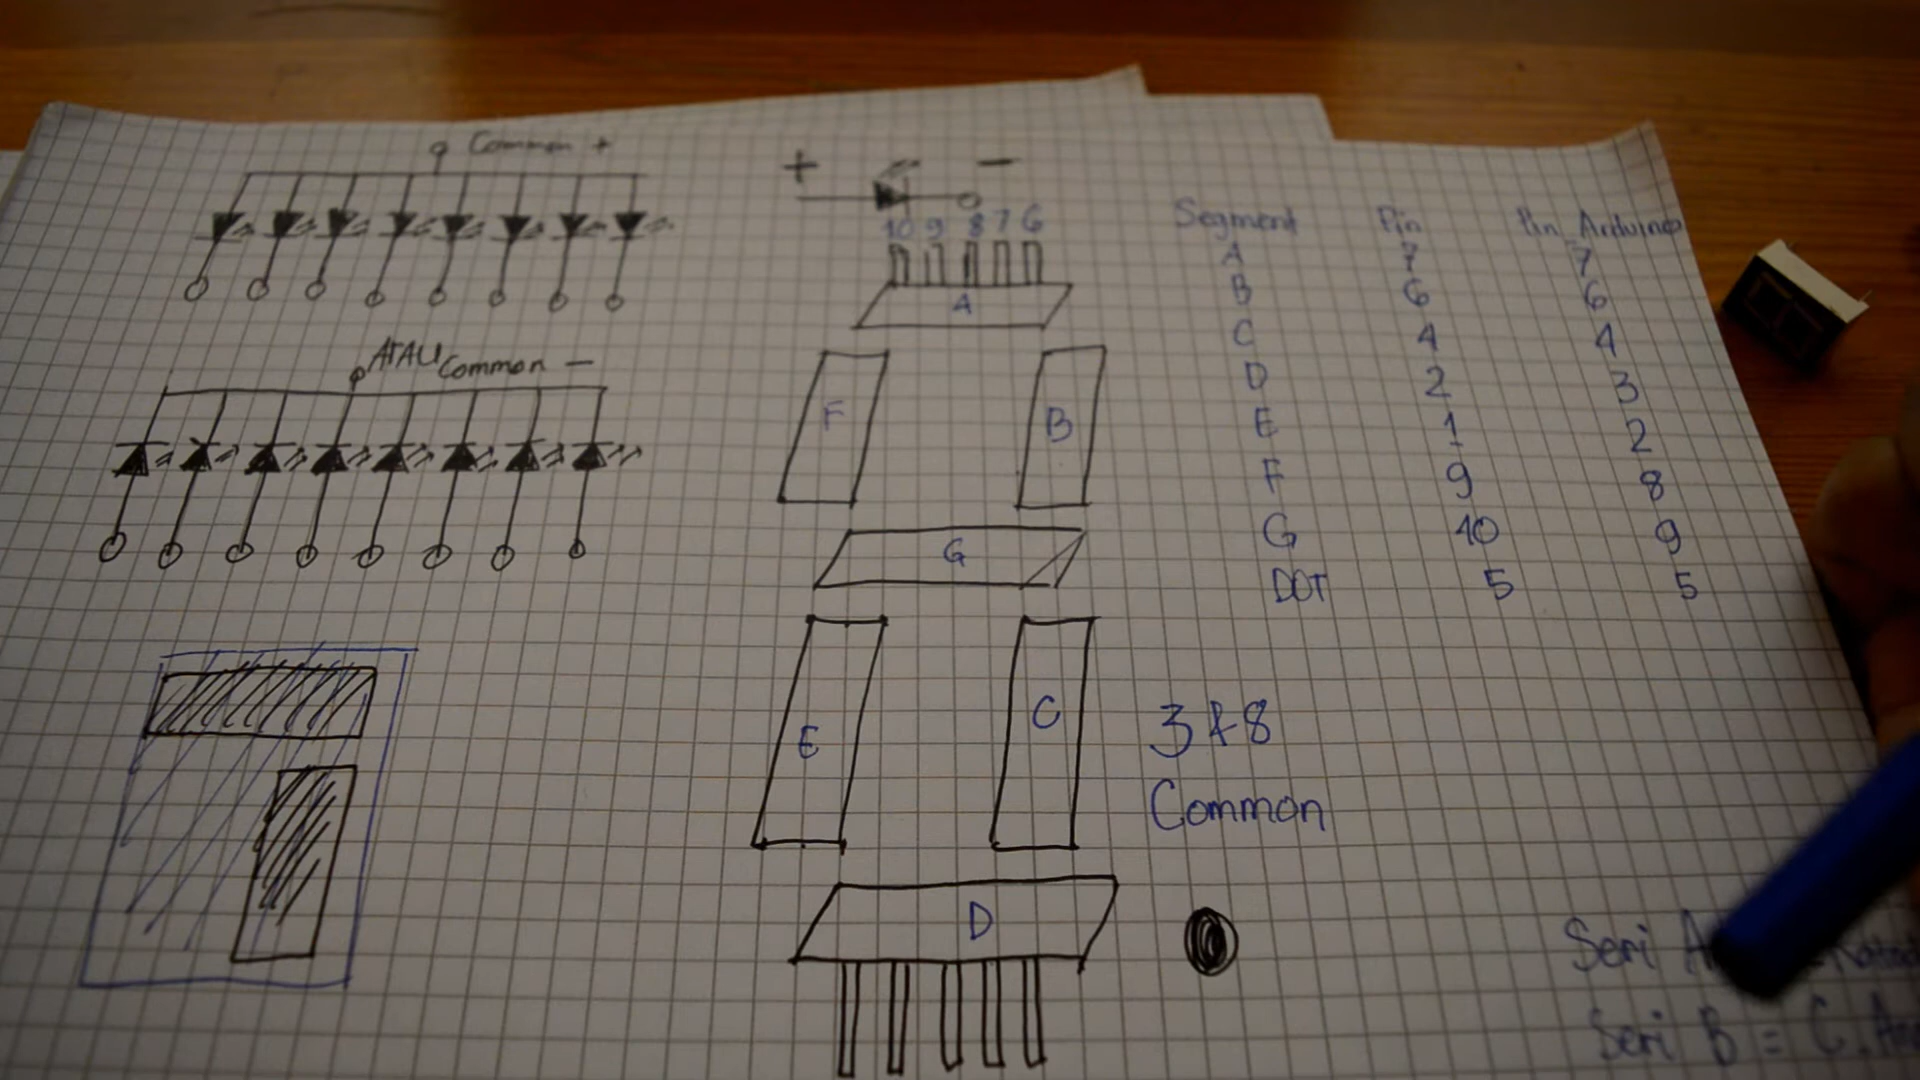 Common +
ATAU Common -
+ -
10 9 8 7 6
A
F B
G
E C
D
Segment Pin Pin Arduino
A 7 7
B 6 6
C 4 4
D 2 3
E 1 2
F 9 8
G 10 9
DOT 5 5
3 & 8
Common
Seri
Seri B = C.